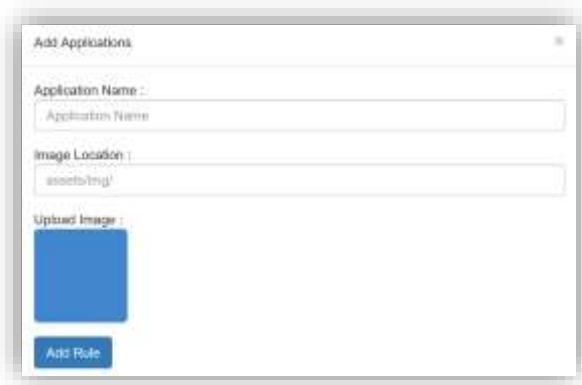 Add Applications
×
Application Name :
Application Name
Image Location :
assets/img/
Upload Image :
Add Rule